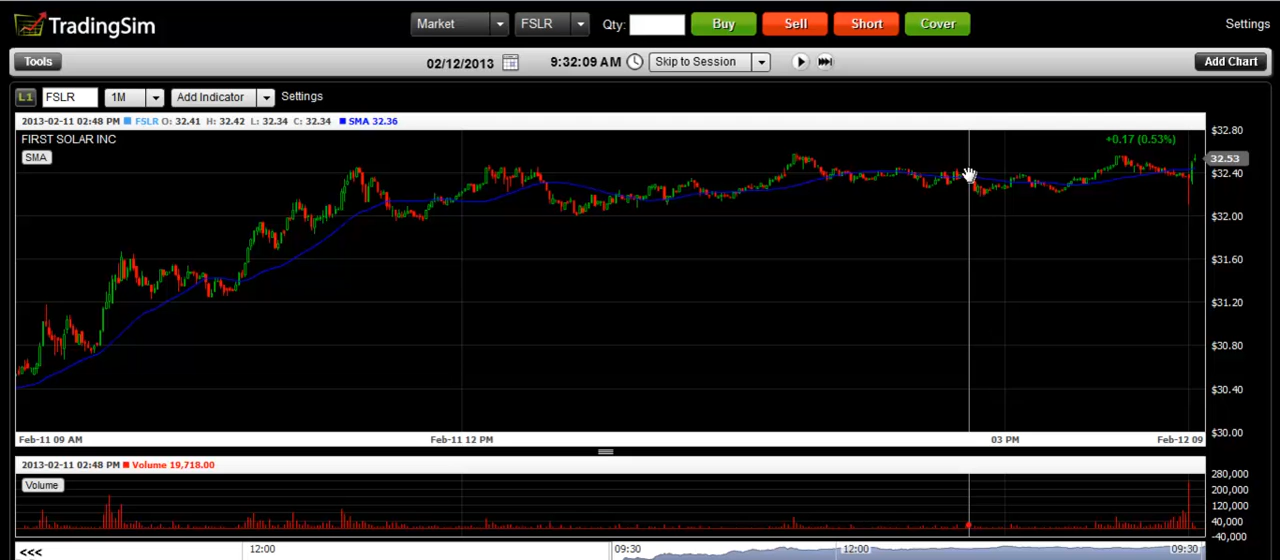 TradingSim Market FSLR Qty: Buy Sell Short Cover Settings
Tools 02/12/2013 9:32:09 AM Skip to Session Add Chart
L1 FSLR 1M Add Indicator Settings
2013-02-11 02:48 PM FSLR O: 32.41 H: 32.42 L: 32.34 C: 32.34 SMA 32.36
$32.80
FIRST SOLAR INC +0.17 (0.53%)
SMA 32.53
$32.40
$32.00
$31.60
$31.20
$30.80
$30.40
$30.00
Feb-11 09 AM Feb-11 12 PM 03 PM Feb-12 09
2013-02-11 02:48 PM Volume 19,718.00
280,000
Volume 200,000
120,000
40,000
-40,000
<<< 12:00 09:30 12:00 09:30